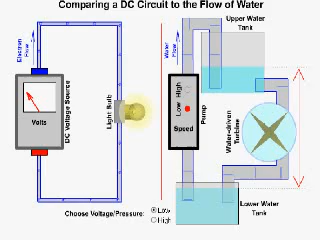 Comparing a DC Circuit to the Flow of Water
Electron
Flow
Volts
DC Voltage Source
Light Bulb
Water
Flow
Low High
Speed
Pump
Upper Water
Tank
Water-driven
Turbine
Lower Water
Tank
Choose Voltage/Pressure:
Low
High